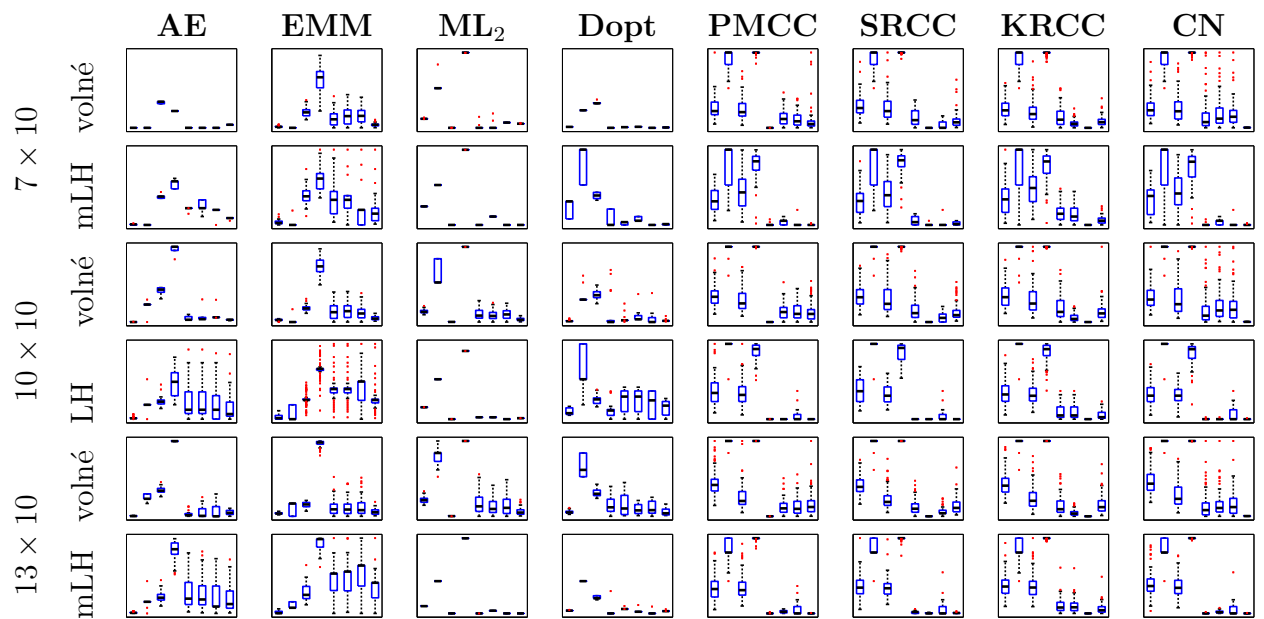 AE EMM ML₂ Dopt PMCC SRCC KRCC CN
7 × 10
volné
mLH
10 × 10
volné
LH
13 × 10
volné
mLH